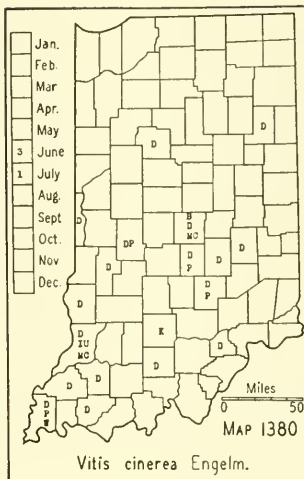 Jan.
Feb.
Mar
Apr.
May
3 June
1 July
Aug.
Sept
Oct.
Nov
Dec.
D
D
D
B
D
MC
DP
D
D
D
P
D
D
P
D
D
IU
MC
K
D
D
D
D
D
P
W
D
Miles
0 50
MAP 1380
Vitis cinerea Engelm.